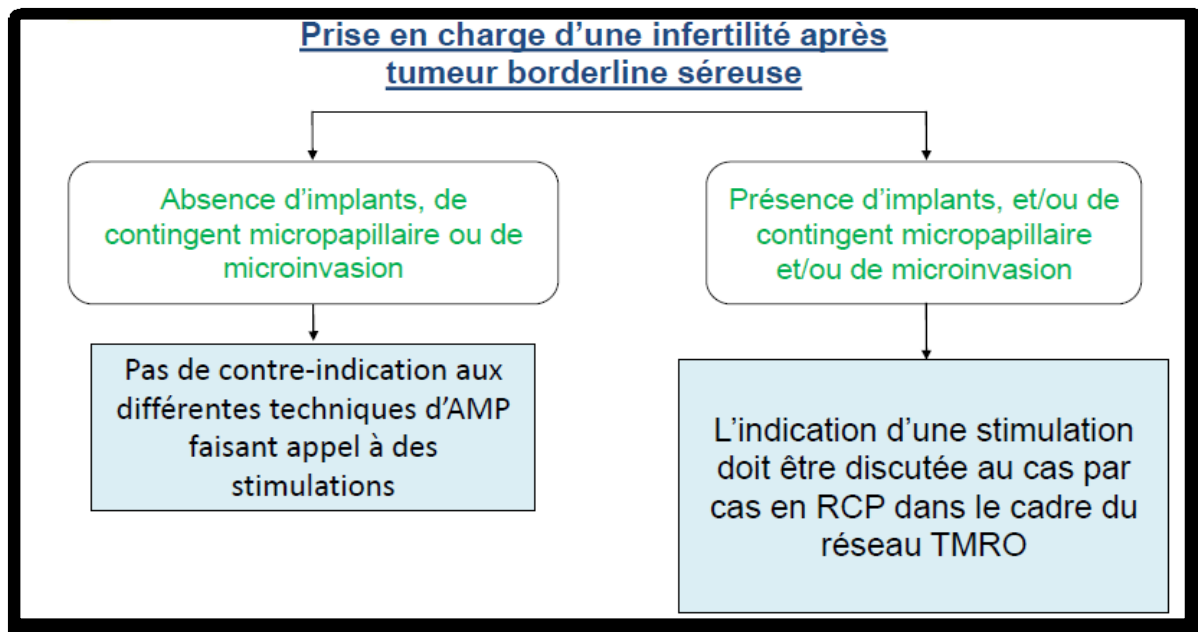 Prise en charge d’une infertilité après
tumeur borderline séreuse
Absence d’implants, de
contingent micropapillaire ou de
microinvasion
Présence d’implants, et/ou de
contingent micropapillaire
et/ou de microinvasion
Pas de contre-indication aux
différentes techniques d’AMP
faisant appel à des
stimulations
L’indication d’une stimulation
doit être discutée au cas par
cas en RCP dans le cadre du
réseau TMRO